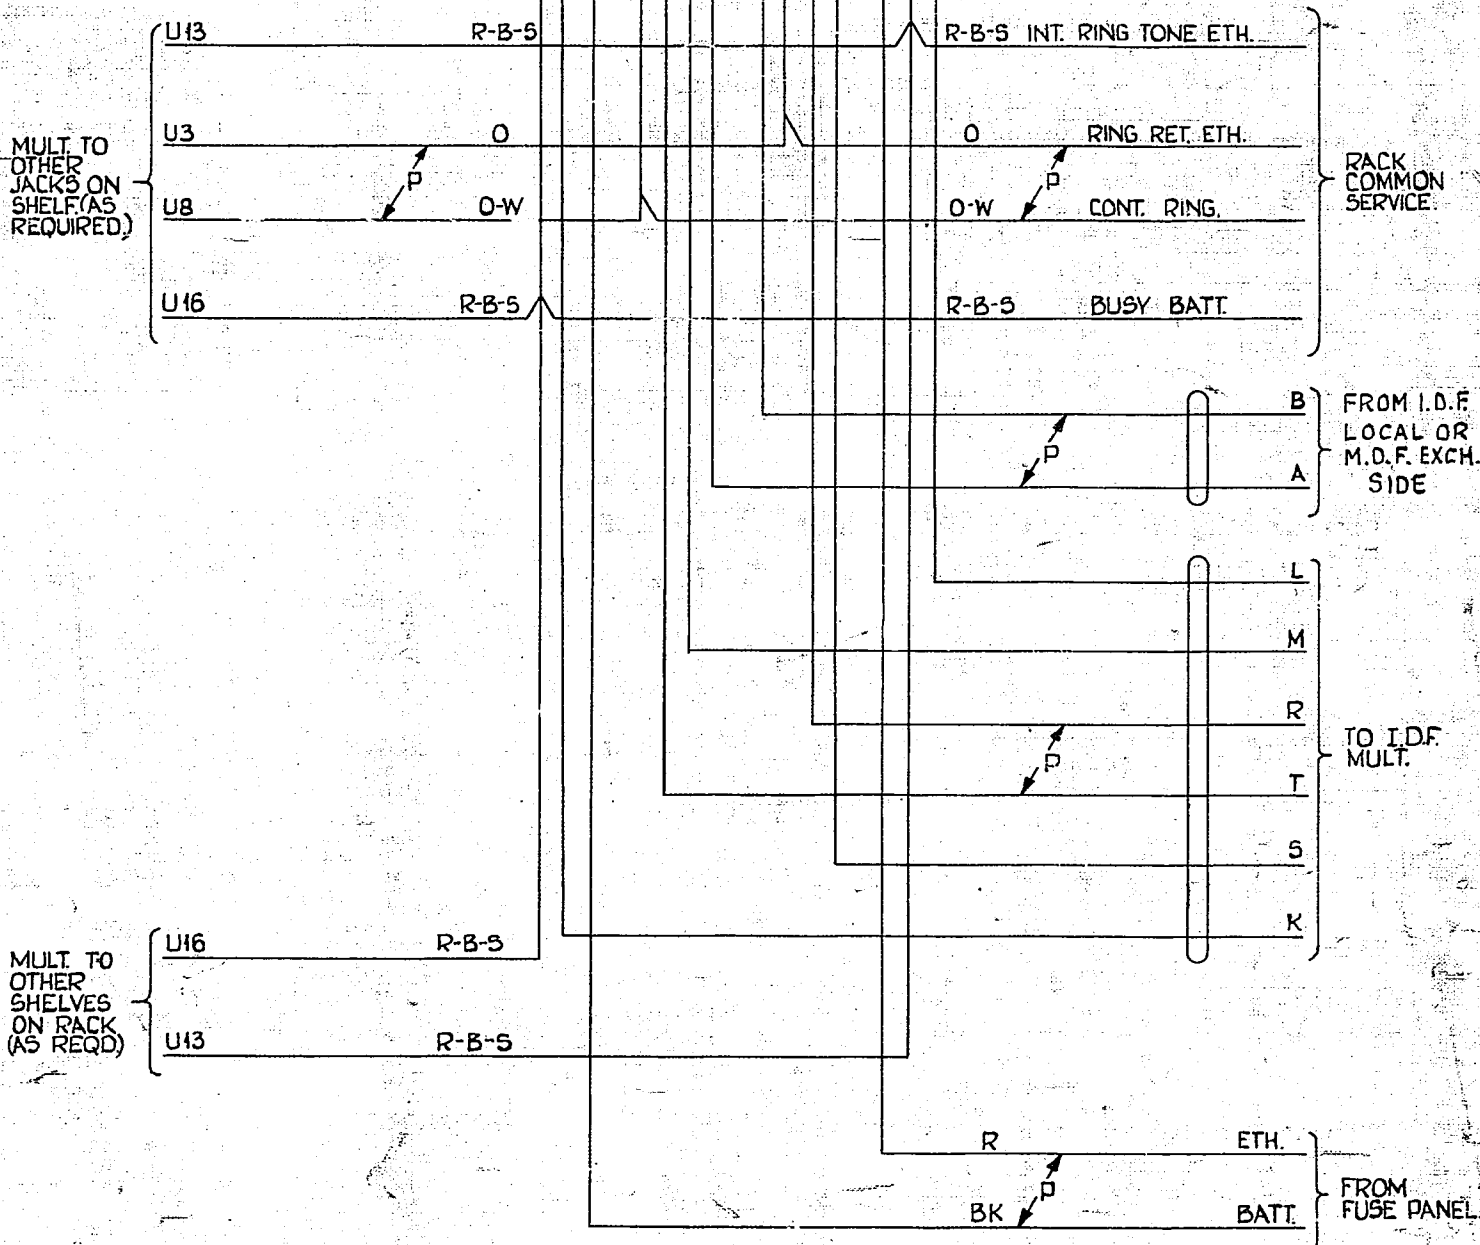 U13 R-B-S R-B-S INT. RING TONE ETH.
U3 O O RING RET. ETH.
P P
U8 O-W O-W CONT. RING.
U16 R-B-S R-B-S BUSY BATT.
MULT. TO
OTHER
JACKS ON
SHELF.(AS
REQUIRED.)
RACK
COMMON
SERVICE.
B
P
A
FROM I.D.F.
LOCAL OR
M.D.F. EXCH.
SIDE
L
M
R
P
T
S
K
TO I.D.F.
MULT.
U16 R-B-S
U13 R-B-S
MULT. TO
OTHER
SHELVES
ON RACK
(AS REQD)
R ETH.
P
BK BATT.
FROM
FUSE PANEL.